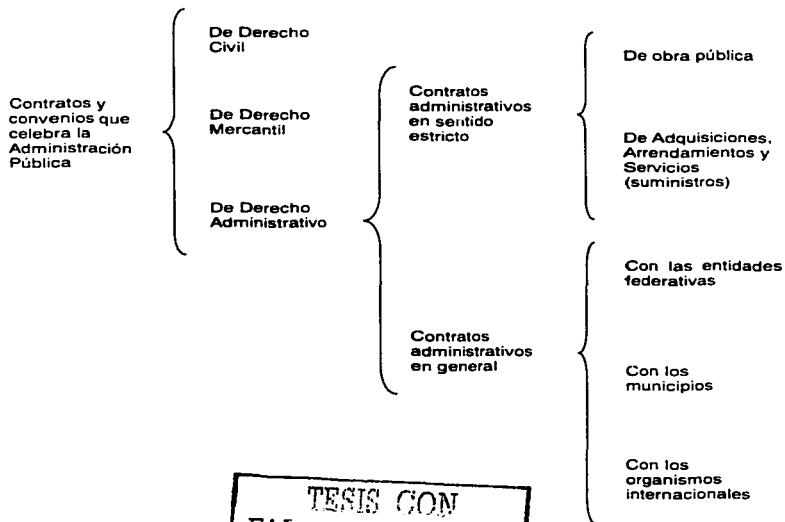 Contratos y
convenios que
celebra la
Administración
Pública
De Derecho
Civil
De Derecho
Mercantil
De Derecho
Administrativo
Contratos
administrativos
en sentido
estricto
Contratos
administrativos
en general
De obra pública
De Adquisiciones,
Arrendamientos y
Servicios
(suministros)
Con las entidades
federativas
Con los
municipios
Con los
organismos
internacionales
TESIS CON